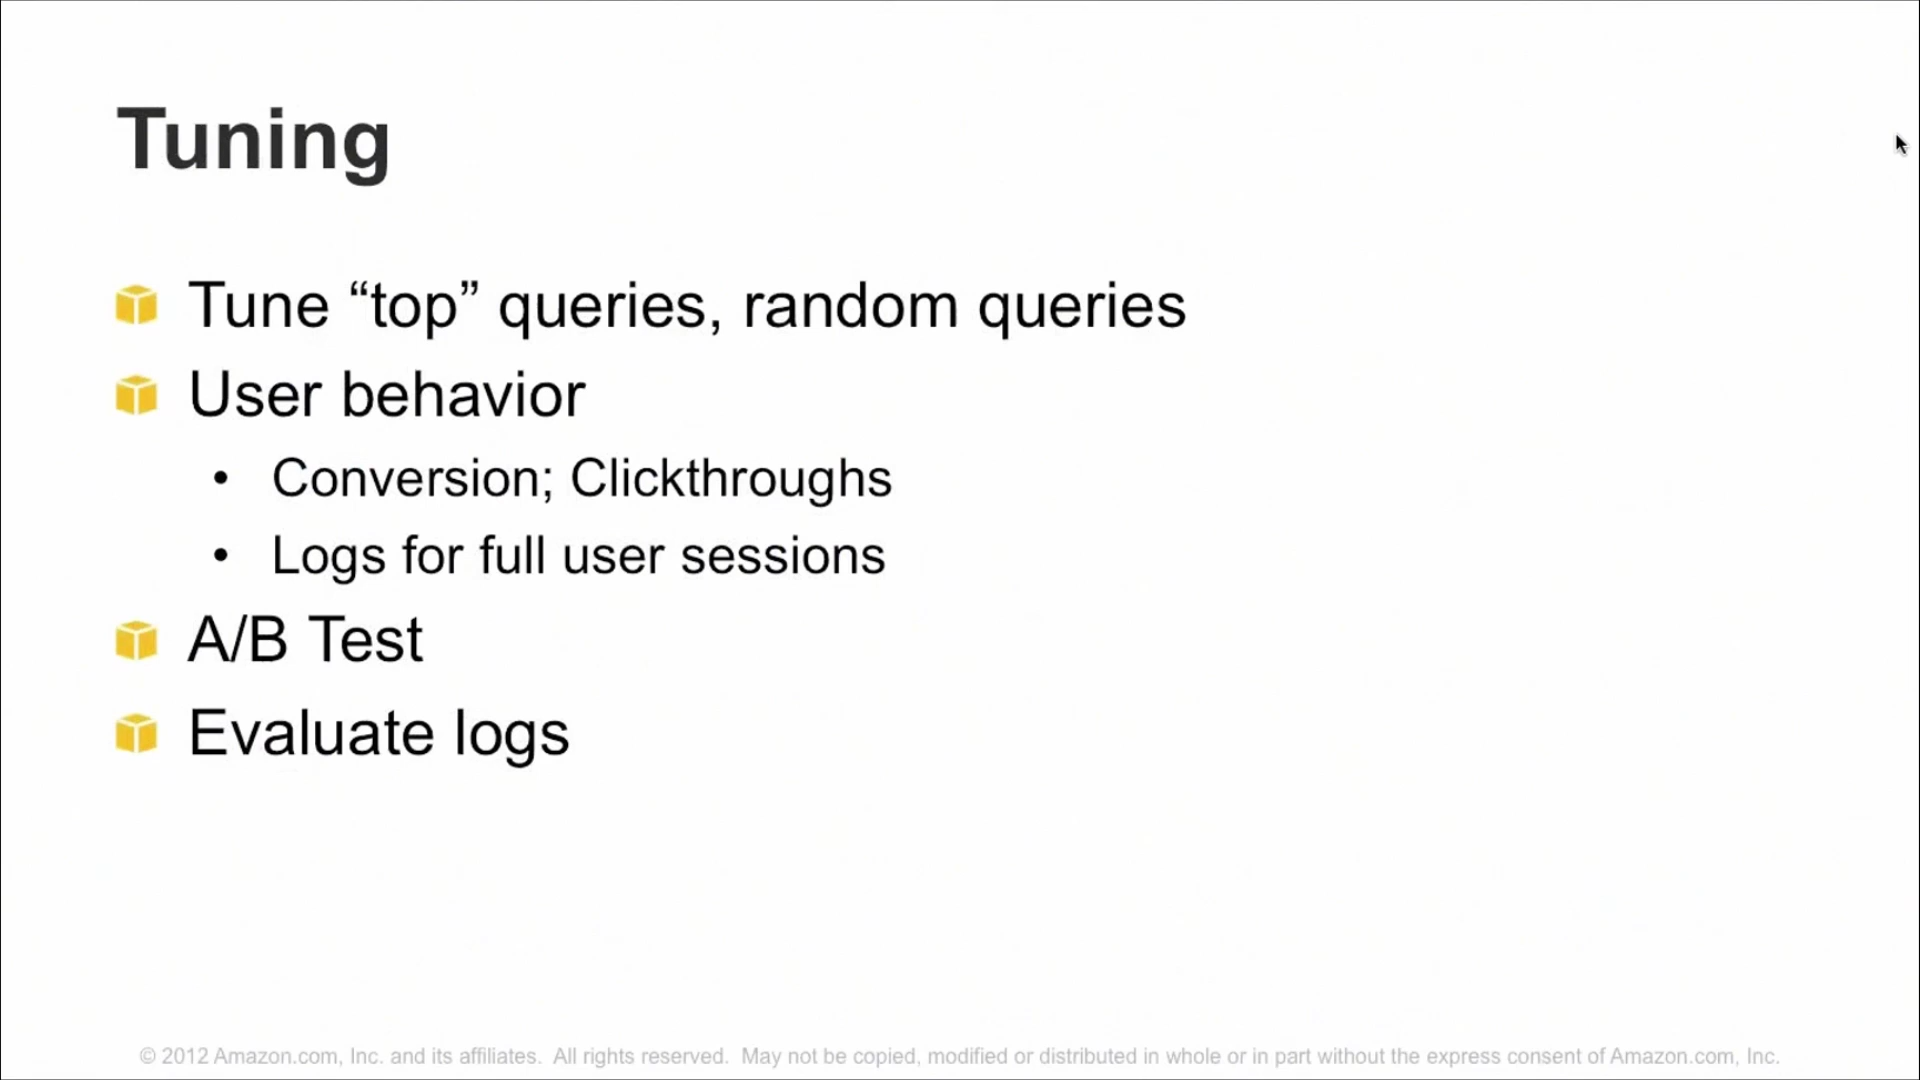 Tuning
Tune “top” queries, random queries
User behavior
• Conversion; Clickthroughs
• Logs for full user sessions
A/B Test
Evaluate logs
© 2012 Amazon.com, Inc. and its affiliates.  All rights reserved.  May not be copied, modified or distributed in whole or in part without the express consent of Amazon.com, Inc.